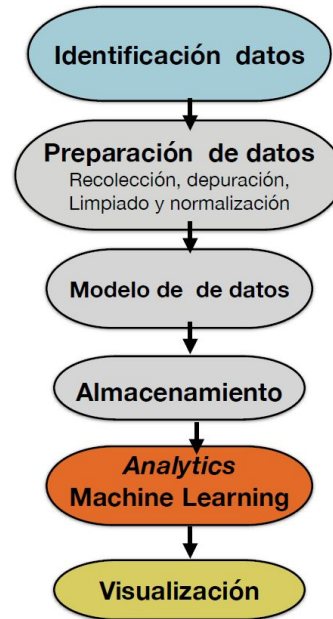 Identificación datos
Preparación de datos
Recolección, depuración,
Limpiado y normalización
Modelo de de datos
Almacenamiento
Analytics
Machine Learning
Visualización